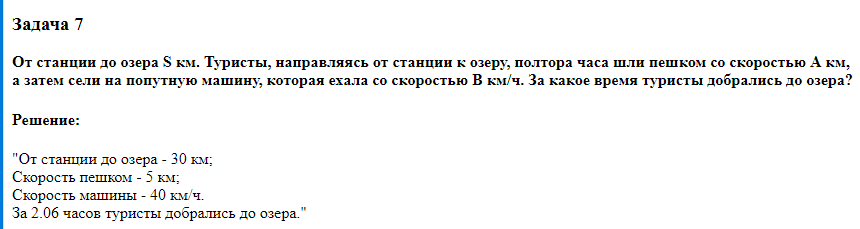 Задача 7
От станции до озера S км. Туристы, направляясь от станции к озеру, полтора часа шли пешком со скоростью А км,
а затем сели на попутную машину, которая ехала со скоростью В км/ч. За какое время туристы добрались до озера?
Решение:
"От станции до озера - 30 км;
Скорость пешком - 5 км;
Скорость машины - 40 км/ч.
За 2.06 часов туристы добрались до озера."